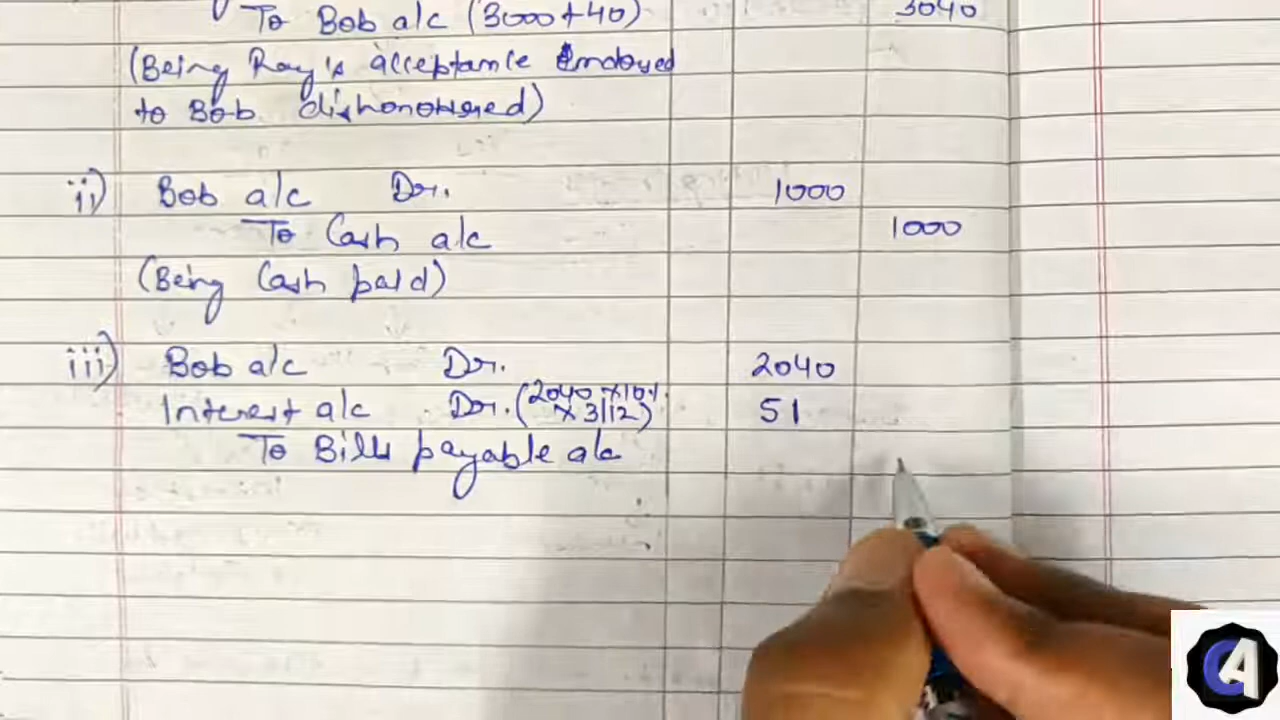 To Bob a/c (3000+40) 3040
(Being Ray's acceptance Endorsed
to Bob dishonoured)
ii) Bob a/c Dr. 1000
To Cash a/c 1000
(Being Cash paid)
iii) Bob a/c Dr. 2040
Interest a/c Dr. (2040 × 10%
× 3/12) 51
To Bills payable a/c
CA